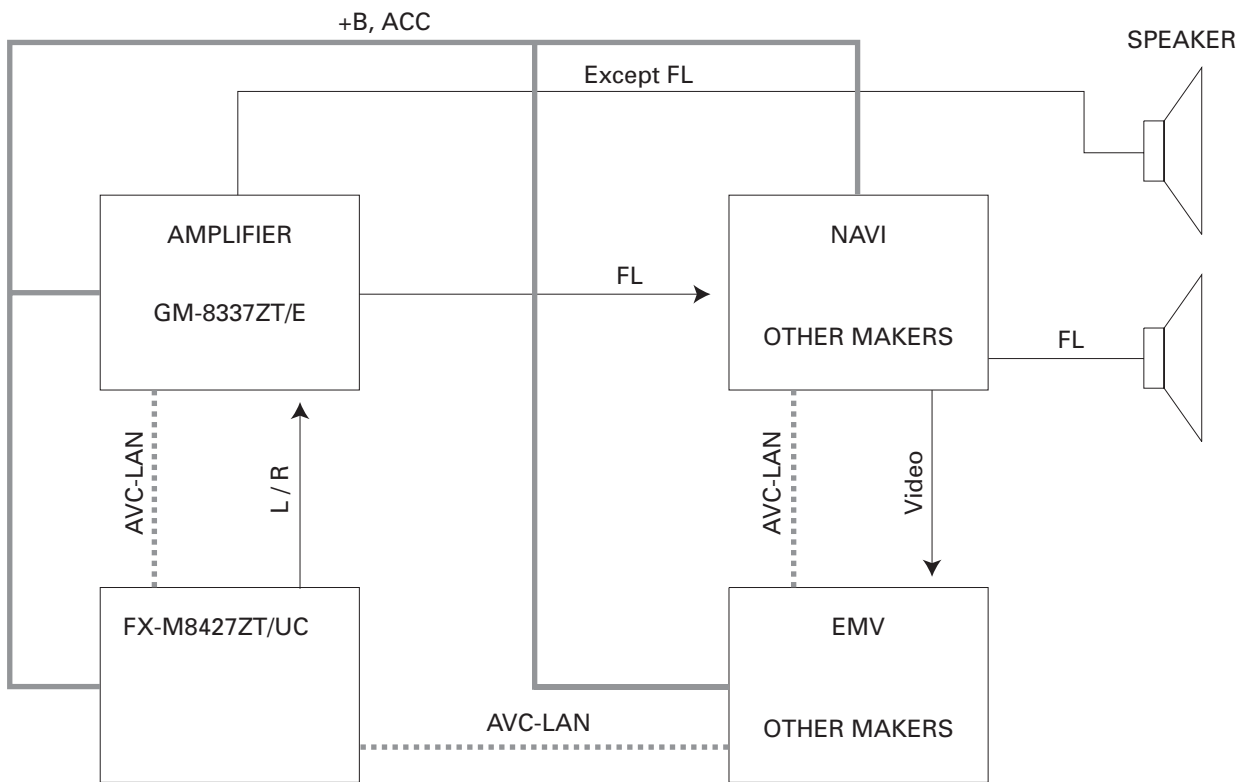 +B, ACC
SPEAKER
Except FL
AMPLIFIER
GM-8337ZT/E
FL
NAVI
OTHER MAKERS
FL
AVC-LAN
L / R
AVC-LAN
Video
FX-M8427ZT/UC
EMV
OTHER MAKERS
AVC-LAN